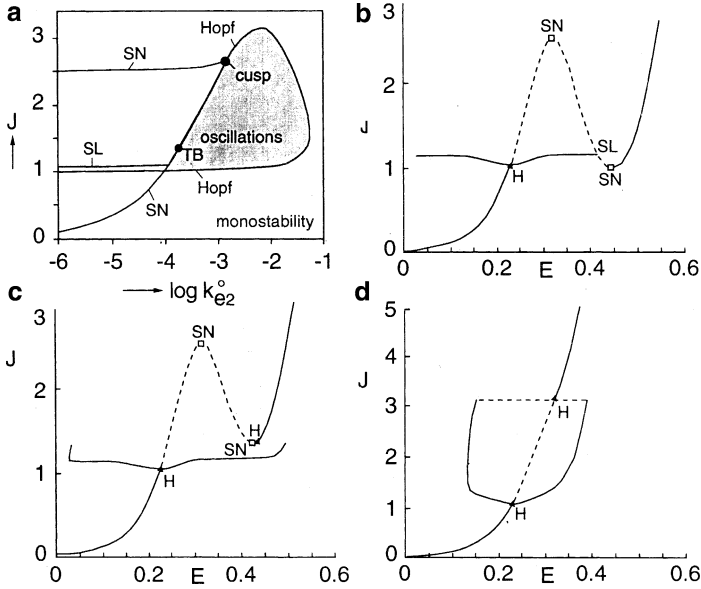 a
3
2
1
0
J
Hopf
SN
cusp
oscillations
SL
TB
Hopf
SN
monostability
-6 -5 -4 -3 -2 -1
log k°e2
b
3
2
1
0
J
SN
SL
H
SN
0 0.2 E 0.4 0.6
c
3
2
1
0
J
SN
H
SN
H
0 0.2 E 0.4 0.6
d
5
4
3
2
1
0
J
H
H
0 0.2 E 0.4 0.6